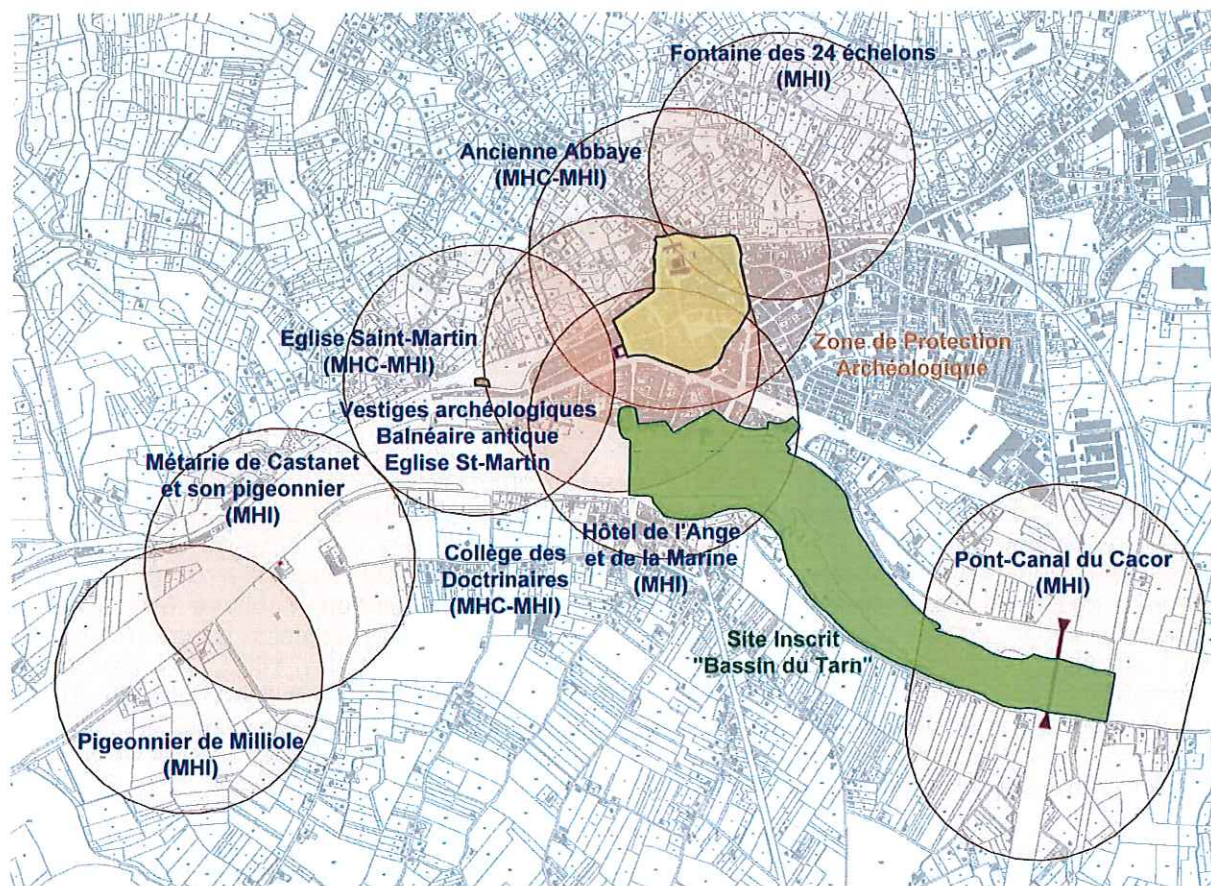 Fontaine des 24 échelons
(MHI)
Ancienne Abbaye
(MHC-MHI)
Eglise Saint-Martin
(MHC-MHI)
Zone de Protection
Archéologique
Vestiges archéologiques
Balnéaire antique
Eglise St-Martin
Métairie de Castanet
et son pigeonnier
(MHI)
Collège des
Doctrinaires
(MHC-MHI)
Hôtel de l'Ange
et de la Marine
(MHI)
Pont-Canal du Cacor
(MHI)
Site Inscrit
"Bassin du Tarn"
Pigeonnier de Milliole
(MHI)